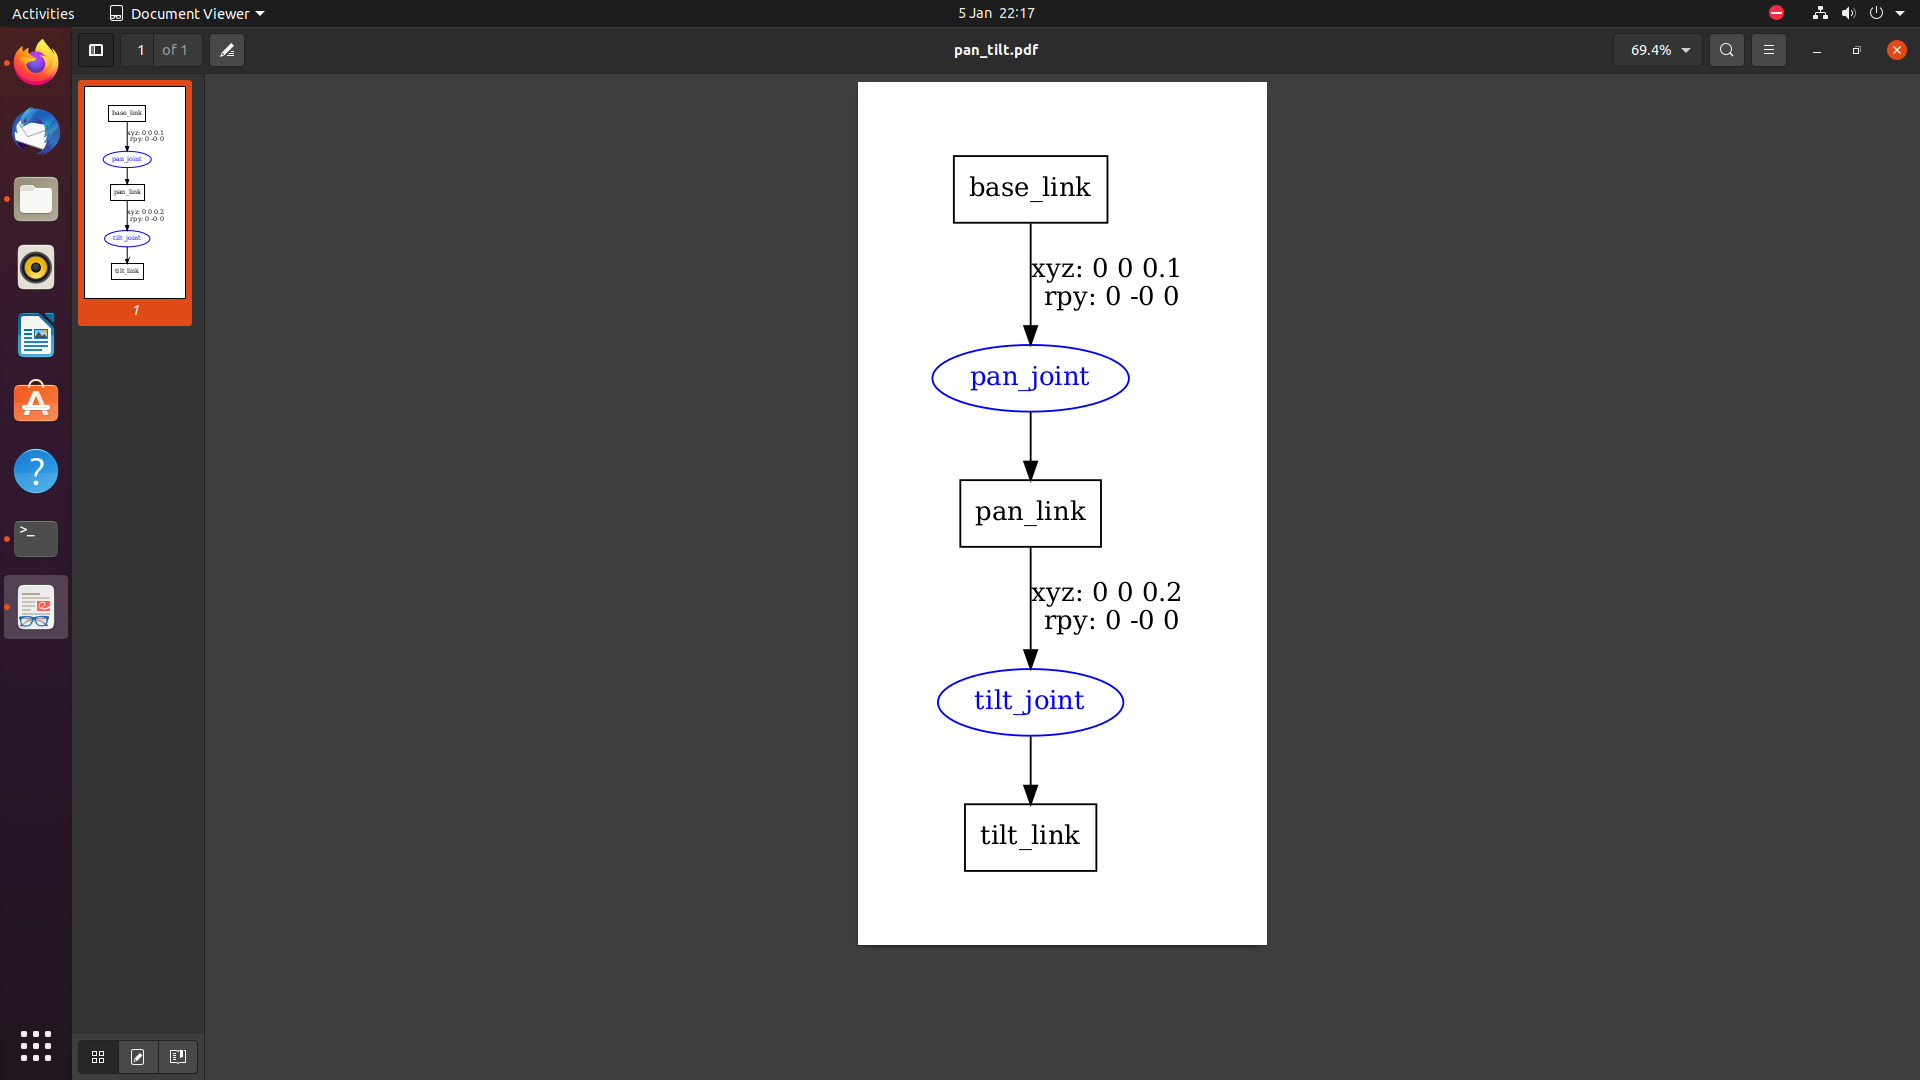 Activities
Document Viewer
5 Jan 22:17
1 of 1
pan_tilt.pdf
69.4%
base_link
xyz: 0 0 0.1
rpy: 0 -0 0
pan_joint
pan_link
xyz: 0 0 0.2
rpy: 0 -0 0
tilt_joint
tilt_link
1
base_link
xyz: 0 0 0.1
rpy: 0 -0 0
pan_joint
pan_link
xyz: 0 0 0.2
rpy: 0 -0 0
tilt_joint
tilt_link